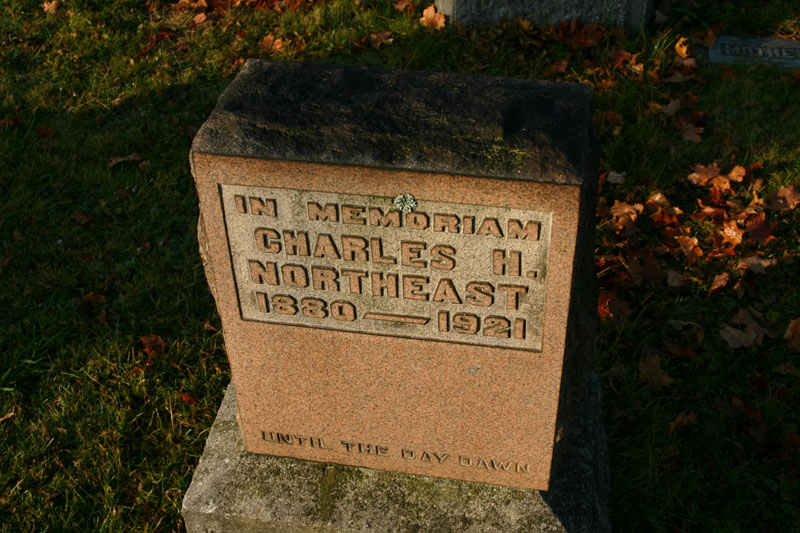 IN MEMORIAM
CHARLES H.
NORTHEAST
1880 — 1921
UNTIL THE DAY DAWN